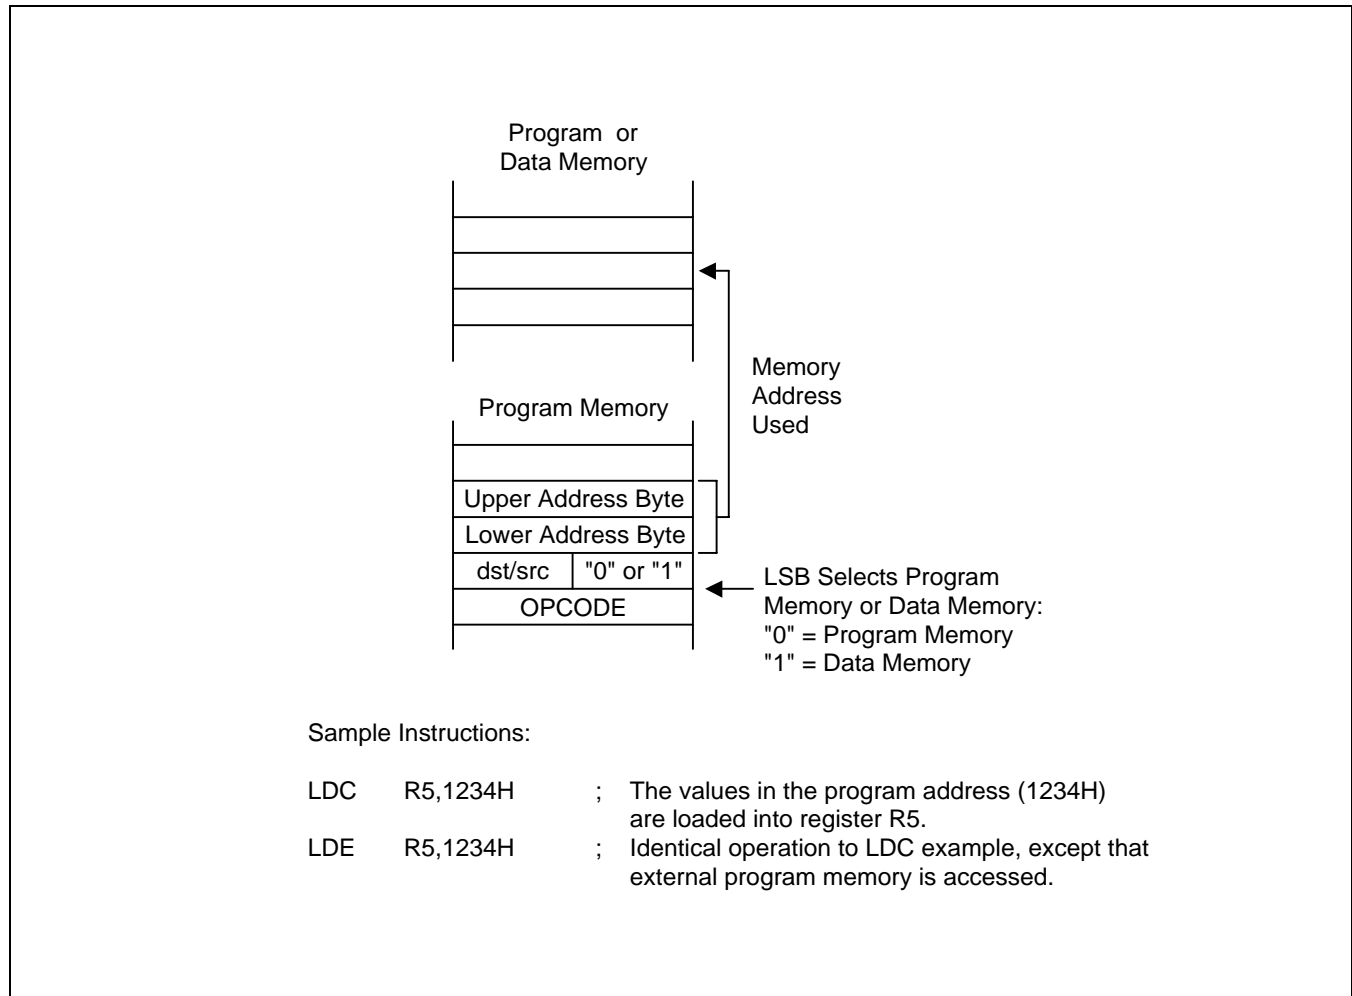 Program or
Data Memory
Memory
Address
Used
Program Memory
Upper Address Byte
Lower Address Byte
dst/src "0" or "1"
OPCODE
LSB Selects Program
Memory or Data Memory:
"0" = Program Memory
"1" = Data Memory
Sample Instructions:
LDC R5,1234H ; The values in the program address (1234H)
are loaded into register R5.
LDE R5,1234H ; Identical operation to LDC example, except that
external program memory is accessed.